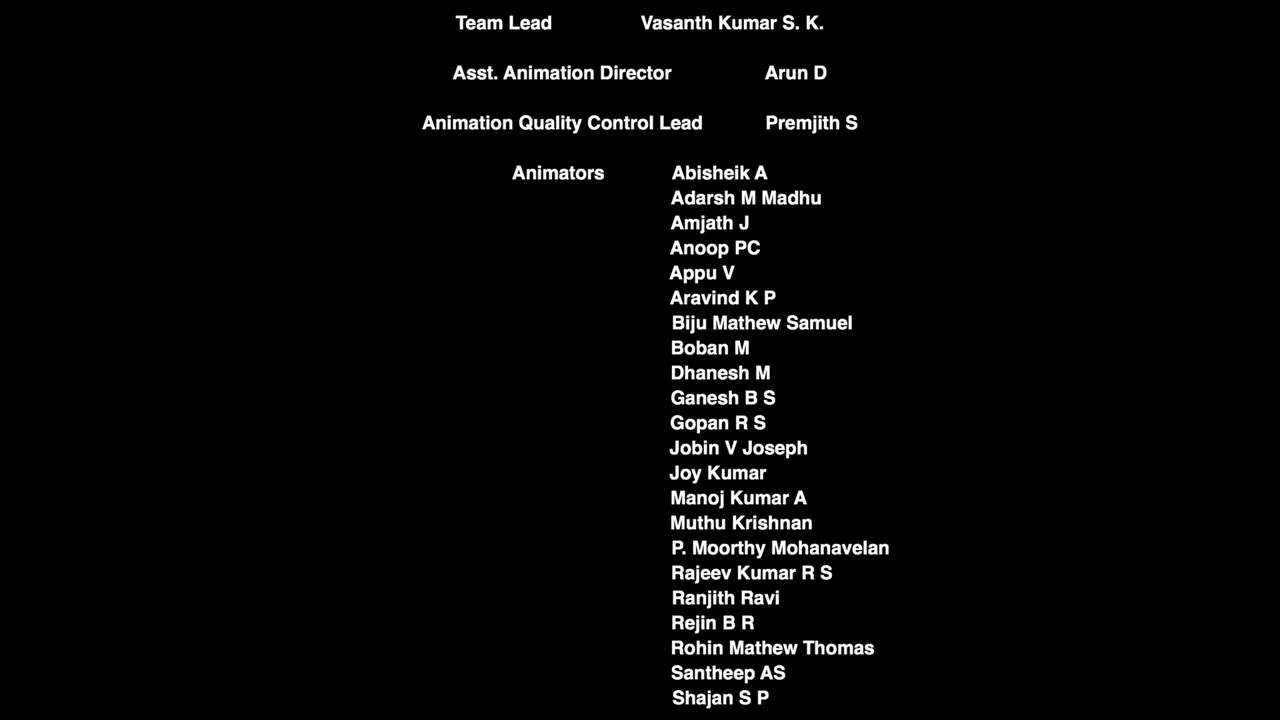 Team Lead Vasanth Kumar S. K.
Asst. Animation Director Arun D
Animation Quality Control Lead Premjith S
Animators Abisheik A
Adarsh M Madhu
Amjath J
Anoop PC
Appu V
Aravind K P
Biju Mathew Samuel
Boban M
Dhanesh M
Ganesh B S
Gopan R S
Jobin V Joseph
Joy Kumar
Manoj Kumar A
Muthu Krishnan
P. Moorthy Mohanavelan
Rajeev Kumar R S
Ranjith Ravi
Rejin B R
Rohin Mathew Thomas
Santheep AS
Shajan S P